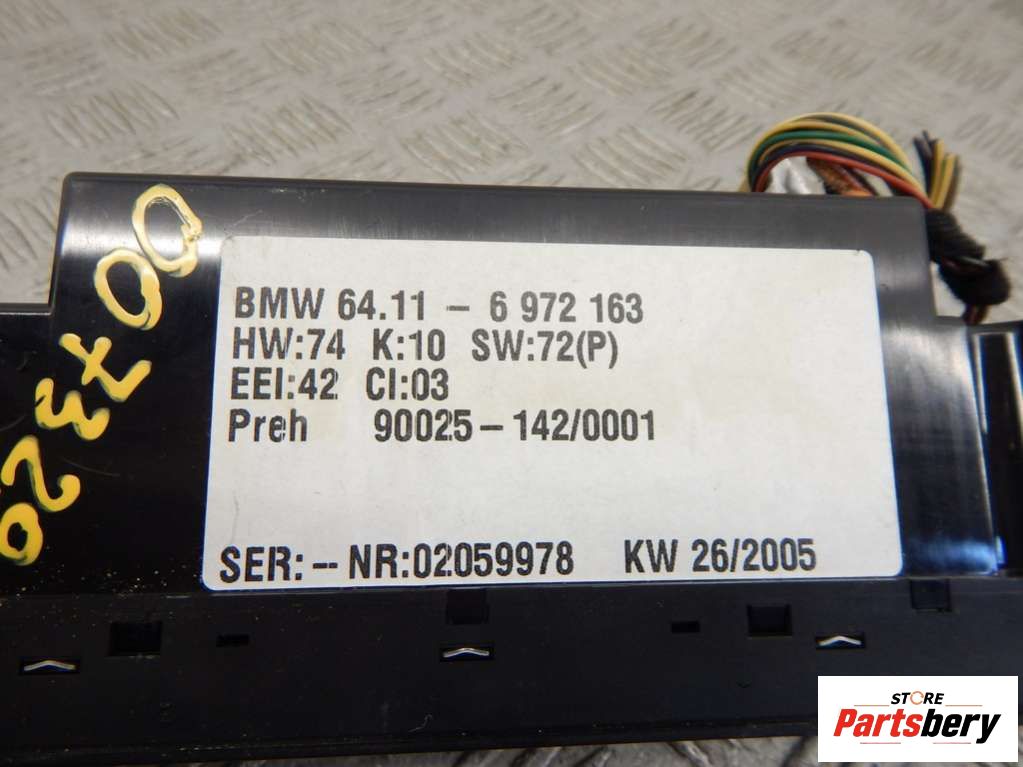 BMW 64.11 – 6 972 163
HW:74 K:10 SW:72(P)
EEI:42 CI:03
Preh 90025–142/0001
SER:-–NR:02059978 KW 26/2005
STORE
Partsbery